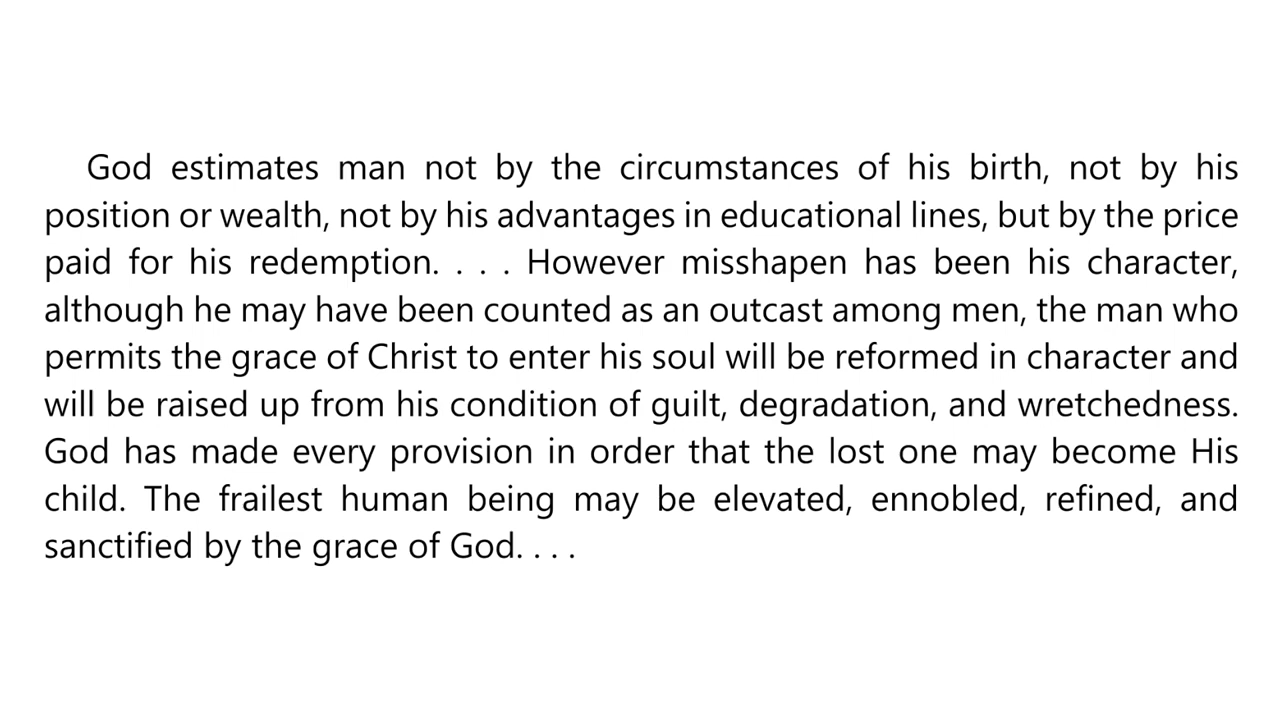 God estimates man not by the circumstances of his birth, not by his
position or wealth, not by his advantages in educational lines, but by the price
paid for his redemption. . . . However misshapen has been his character,
although he may have been counted as an outcast among men, the man who
permits the grace of Christ to enter his soul will be reformed in character and
will be raised up from his condition of guilt, degradation, and wretchedness.
God has made every provision in order that the lost one may become His
child. The frailest human being may be elevated, ennobled, refined, and
sanctified by the grace of God. . . .